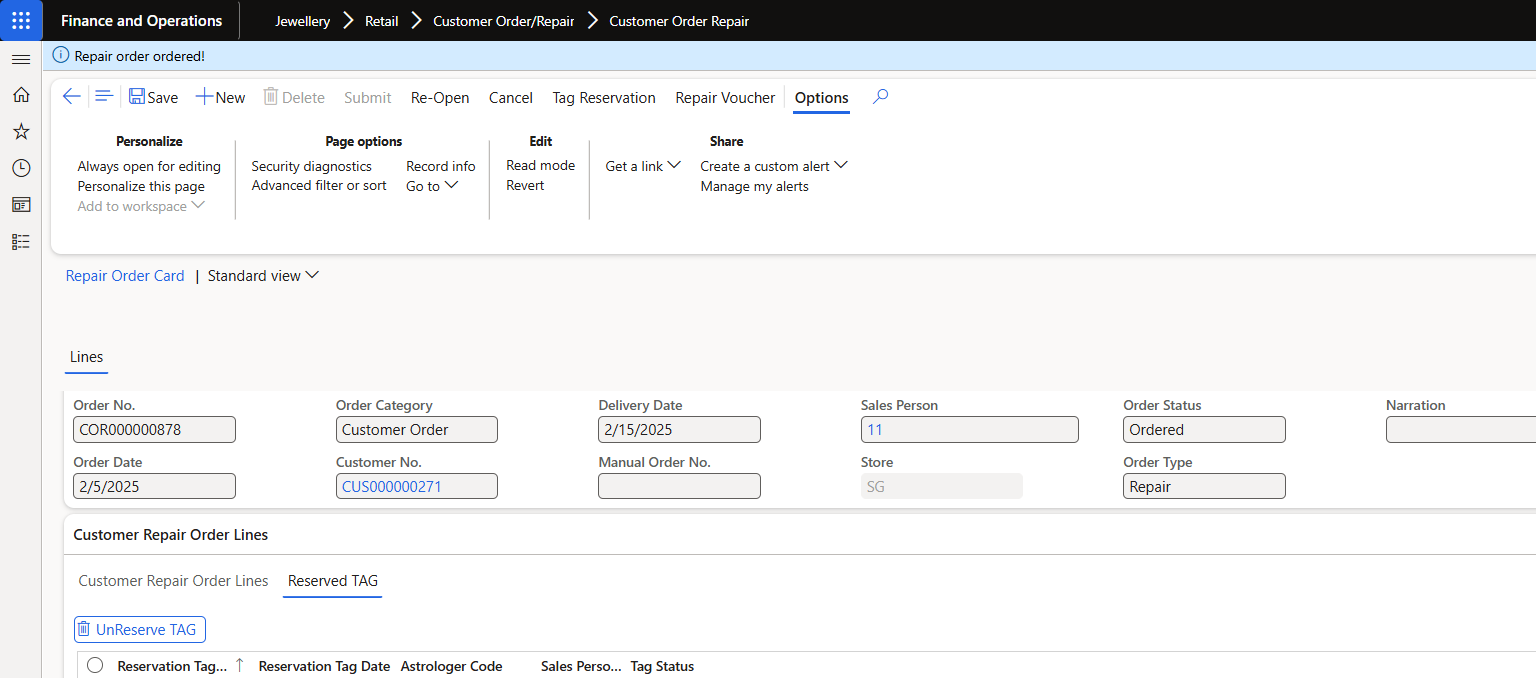 Finance and Operations Jewellery Retail Customer Order/Repair Customer Order Repair
Repair order ordered!
Save New Delete Submit Re-Open Cancel Tag Reservation Repair Voucher Options
Personalize Page options Edit Share
Always open for editing Security diagnostics Record info Read mode Get a link Create a custom alert
Personalize this page Advanced filter or sort Go to Revert Manage my alerts
Add to workspace
Repair Order Card | Standard view
Lines
Order No. Order Category Delivery Date Sales Person Order Status Narration
COR000000878 Customer Order 2/15/2025 11 Ordered
Order Date Customer No. Manual Order No. Store Order Type
2/5/2025 CUS000000271 SG Repair
Customer Repair Order Lines
Customer Repair Order Lines Reserved TAG
UnReserve TAG
Reservation Tag... Reservation Tag Date Astrologer Code Sales Perso... Tag Status